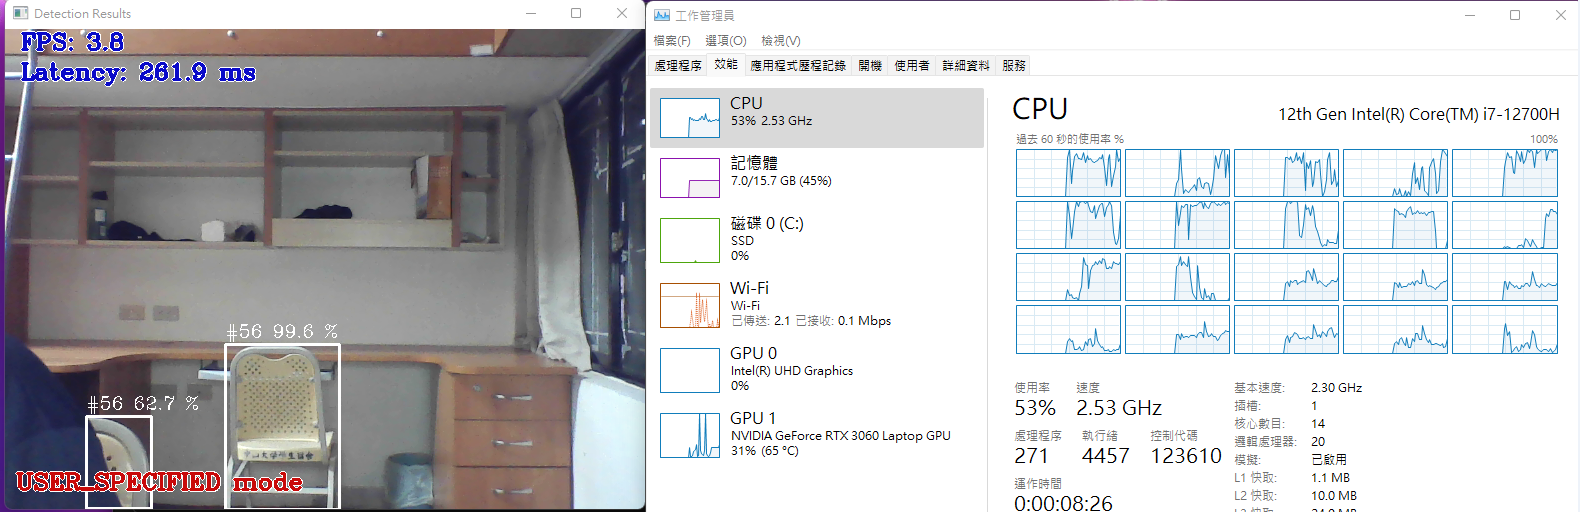 Detection Results
FPS: 3.8
Latency: 261.9 ms
#56 99.6 %
#56 62.7 %
USER_SPECIFIED mode
工作管理員
檔案(F) 選項(O) 檢視(V)
處理程序 效能 應用程式歷程記錄 開機 使用者 詳細資料 服務
CPU
53% 2.53 GHz
記憶體
7.0/15.7 GB (45%)
磁碟 0 (C:)
SSD
0%
Wi-Fi
Wi-Fi
已傳送: 2.1 已接收: 0.1 Mbps
GPU 0
Intel(R) UHD Graphics
0%
GPU 1
NVIDIA GeForce RTX 3060 Laptop GPU
31% (65 °C)
CPU 12th Gen Intel(R) Core(TM) i7-12700H
過去 60 秒的使用率 % 100%
使用率 速度
53% 2.53 GHz
處理程序 執行緒 控制代碼
271 4457 123610
運作時間
0:00:08:26
基本速度: 2.30 GHz
插槽: 1
核心數目: 14
邏輯處理器: 20
模擬: 已啟用
L1 快取: 1.1 MB
L2 快取: 10.0 MB